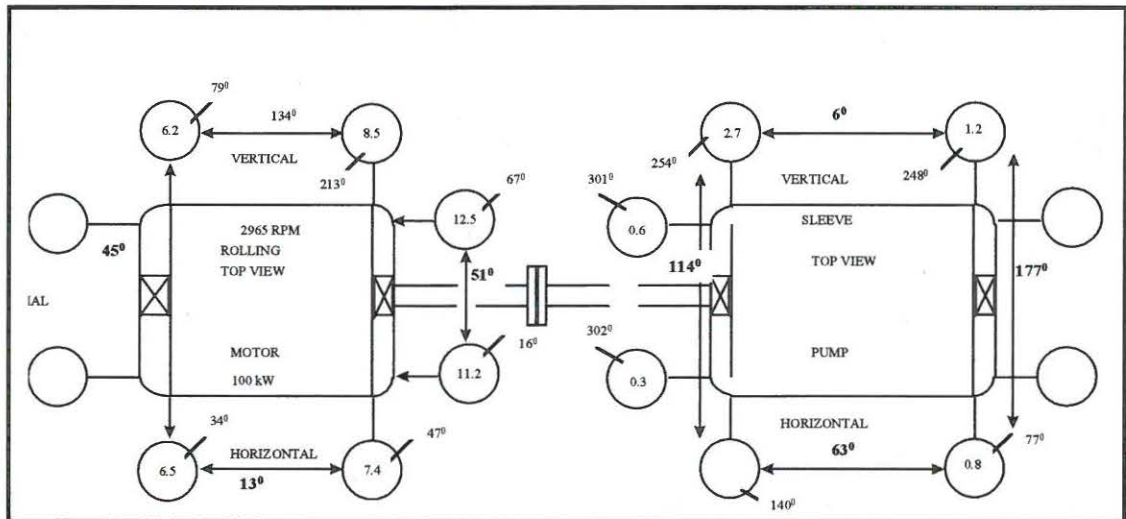 79⁰
134⁰
6⁰
6.2
8.5
2.7
1.2
VERTICAL
254⁰
VERTICAL
248⁰
213⁰
67⁰
301⁰
12.5
0.6
SLEEVE
2965 RPM
45⁰
ROLLING
TOP VIEW
51⁰
114⁰
TOP VIEW
177⁰
IAL
302⁰
16⁰
MOTOR
PUMP
100 kW
11.2
0.3
34⁰
47⁰
HORIZONTAL
77⁰
HORIZONTAL
6.5
7.4
63⁰
0.8
13⁰
140⁰